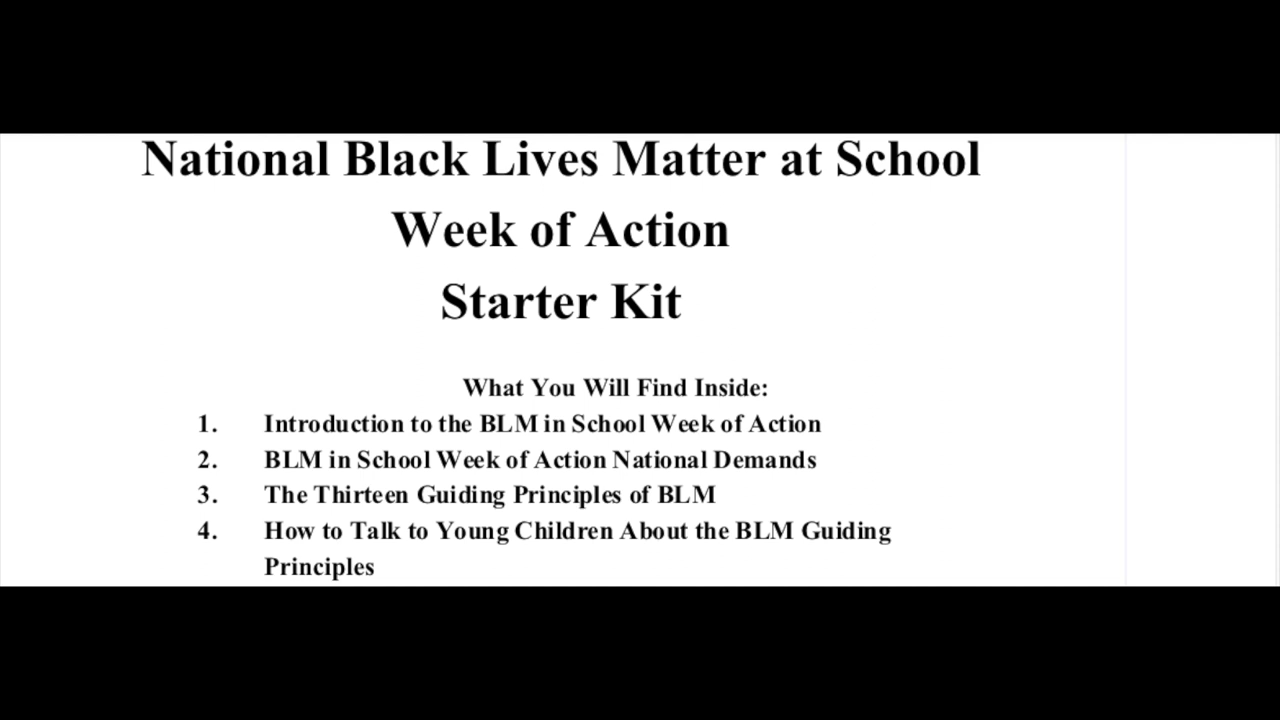 National Black Lives Matter at School
Week of Action
Starter Kit
What You Will Find Inside:
1. Introduction to the BLM in School Week of Action
2. BLM in School Week of Action National Demands
3. The Thirteen Guiding Principles of BLM
4. How to Talk to Young Children About the BLM Guiding
Principles